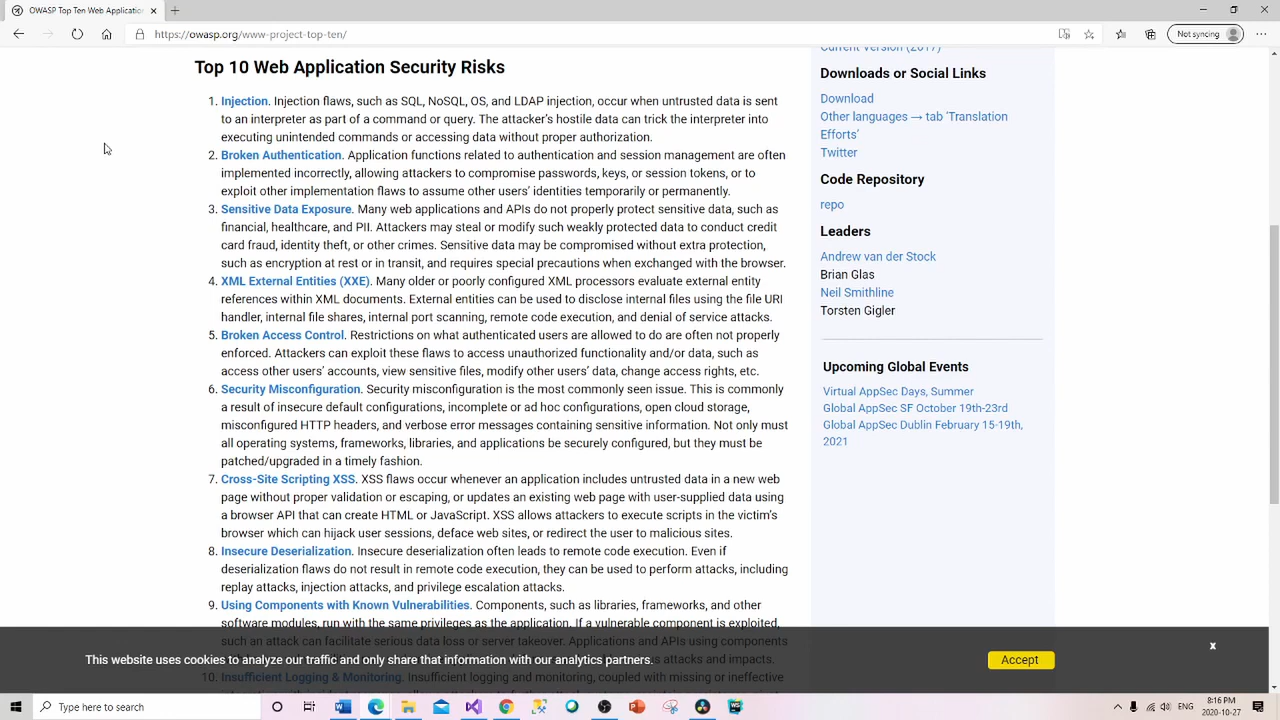 OWASP Top Ten Web Application
https://owasp.org/www-project-top-ten/
Not syncing
Top 10 Web Application Security Risks
1. Injection. Injection flaws, such as SQL, NoSQL, OS, and LDAP injection, occur when untrusted data is sent
to an interpreter as part of a command or query. The attacker's hostile data can trick the interpreter into
executing unintended commands or accessing data without proper authorization.
2. Broken Authentication. Application functions related to authentication and session management are often
implemented incorrectly, allowing attackers to compromise passwords, keys, or session tokens, or to
exploit other implementation flaws to assume other users' identities temporarily or permanently.
3. Sensitive Data Exposure. Many web applications and APIs do not properly protect sensitive data, such as
financial, healthcare, and PII. Attackers may steal or modify such weakly protected data to conduct credit
card fraud, identity theft, or other crimes. Sensitive data may be compromised without extra protection,
such as encryption at rest or in transit, and requires special precautions when exchanged with the browser.
4. XML External Entities (XXE). Many older or poorly configured XML processors evaluate external entity
references within XML documents. External entities can be used to disclose internal files using the file URI
handler, internal file shares, internal port scanning, remote code execution, and denial of service attacks.
5. Broken Access Control. Restrictions on what authenticated users are allowed to do are often not properly
enforced. Attackers can exploit these flaws to access unauthorized functionality and/or data, such as
access other users' accounts, view sensitive files, modify other users' data, change access rights, etc.
6. Security Misconfiguration. Security misconfiguration is the most commonly seen issue. This is commonly
a result of insecure default configurations, incomplete or ad hoc configurations, open cloud storage,
misconfigured HTTP headers, and verbose error messages containing sensitive information. Not only must
all operating systems, frameworks, libraries, and applications be securely configured, but they must be
patched/upgraded in a timely fashion.
7. Cross-Site Scripting XSS. XSS flaws occur whenever an application includes untrusted data in a new web
page without proper validation or escaping, or updates an existing web page with user-supplied data using
a browser API that can create HTML or JavaScript. XSS allows attackers to execute scripts in the victim's
browser which can hijack user sessions, deface web sites, or redirect the user to malicious sites.
8. Insecure Deserialization. Insecure deserialization often leads to remote code execution. Even if
deserialization flaws do not result in remote code execution, they can be used to perform attacks, including
replay attacks, injection attacks, and privilege escalation attacks.
9. Using Components with Known Vulnerabilities. Components, such as libraries, frameworks, and other
software modules, run with the same privileges as the application. If a vulnerable component is exploited,
such an attack can facilitate serious data loss or server takeover. Applications and APIs using components
attacks and impacts.
10. Insufficient Logging & Monitoring. Insufficient logging and monitoring, coupled with missing or ineffective
Current Version (2017)
Downloads or Social Links
Download
Other languages → tab 'Translation
Efforts'
Twitter
Code Repository
repo
Leaders
Andrew van der Stock
Brian Glas
Neil Smithline
Torsten Gigler
Upcoming Global Events
Virtual AppSec Days, Summer
Global AppSec SF October 19th-23rd
Global AppSec Dublin February 15-19th,
2021
This website uses cookies to analyze our traffic and only share that information with our analytics partners.
Accept
x
Type here to search
8:16 PM
2020-10-27